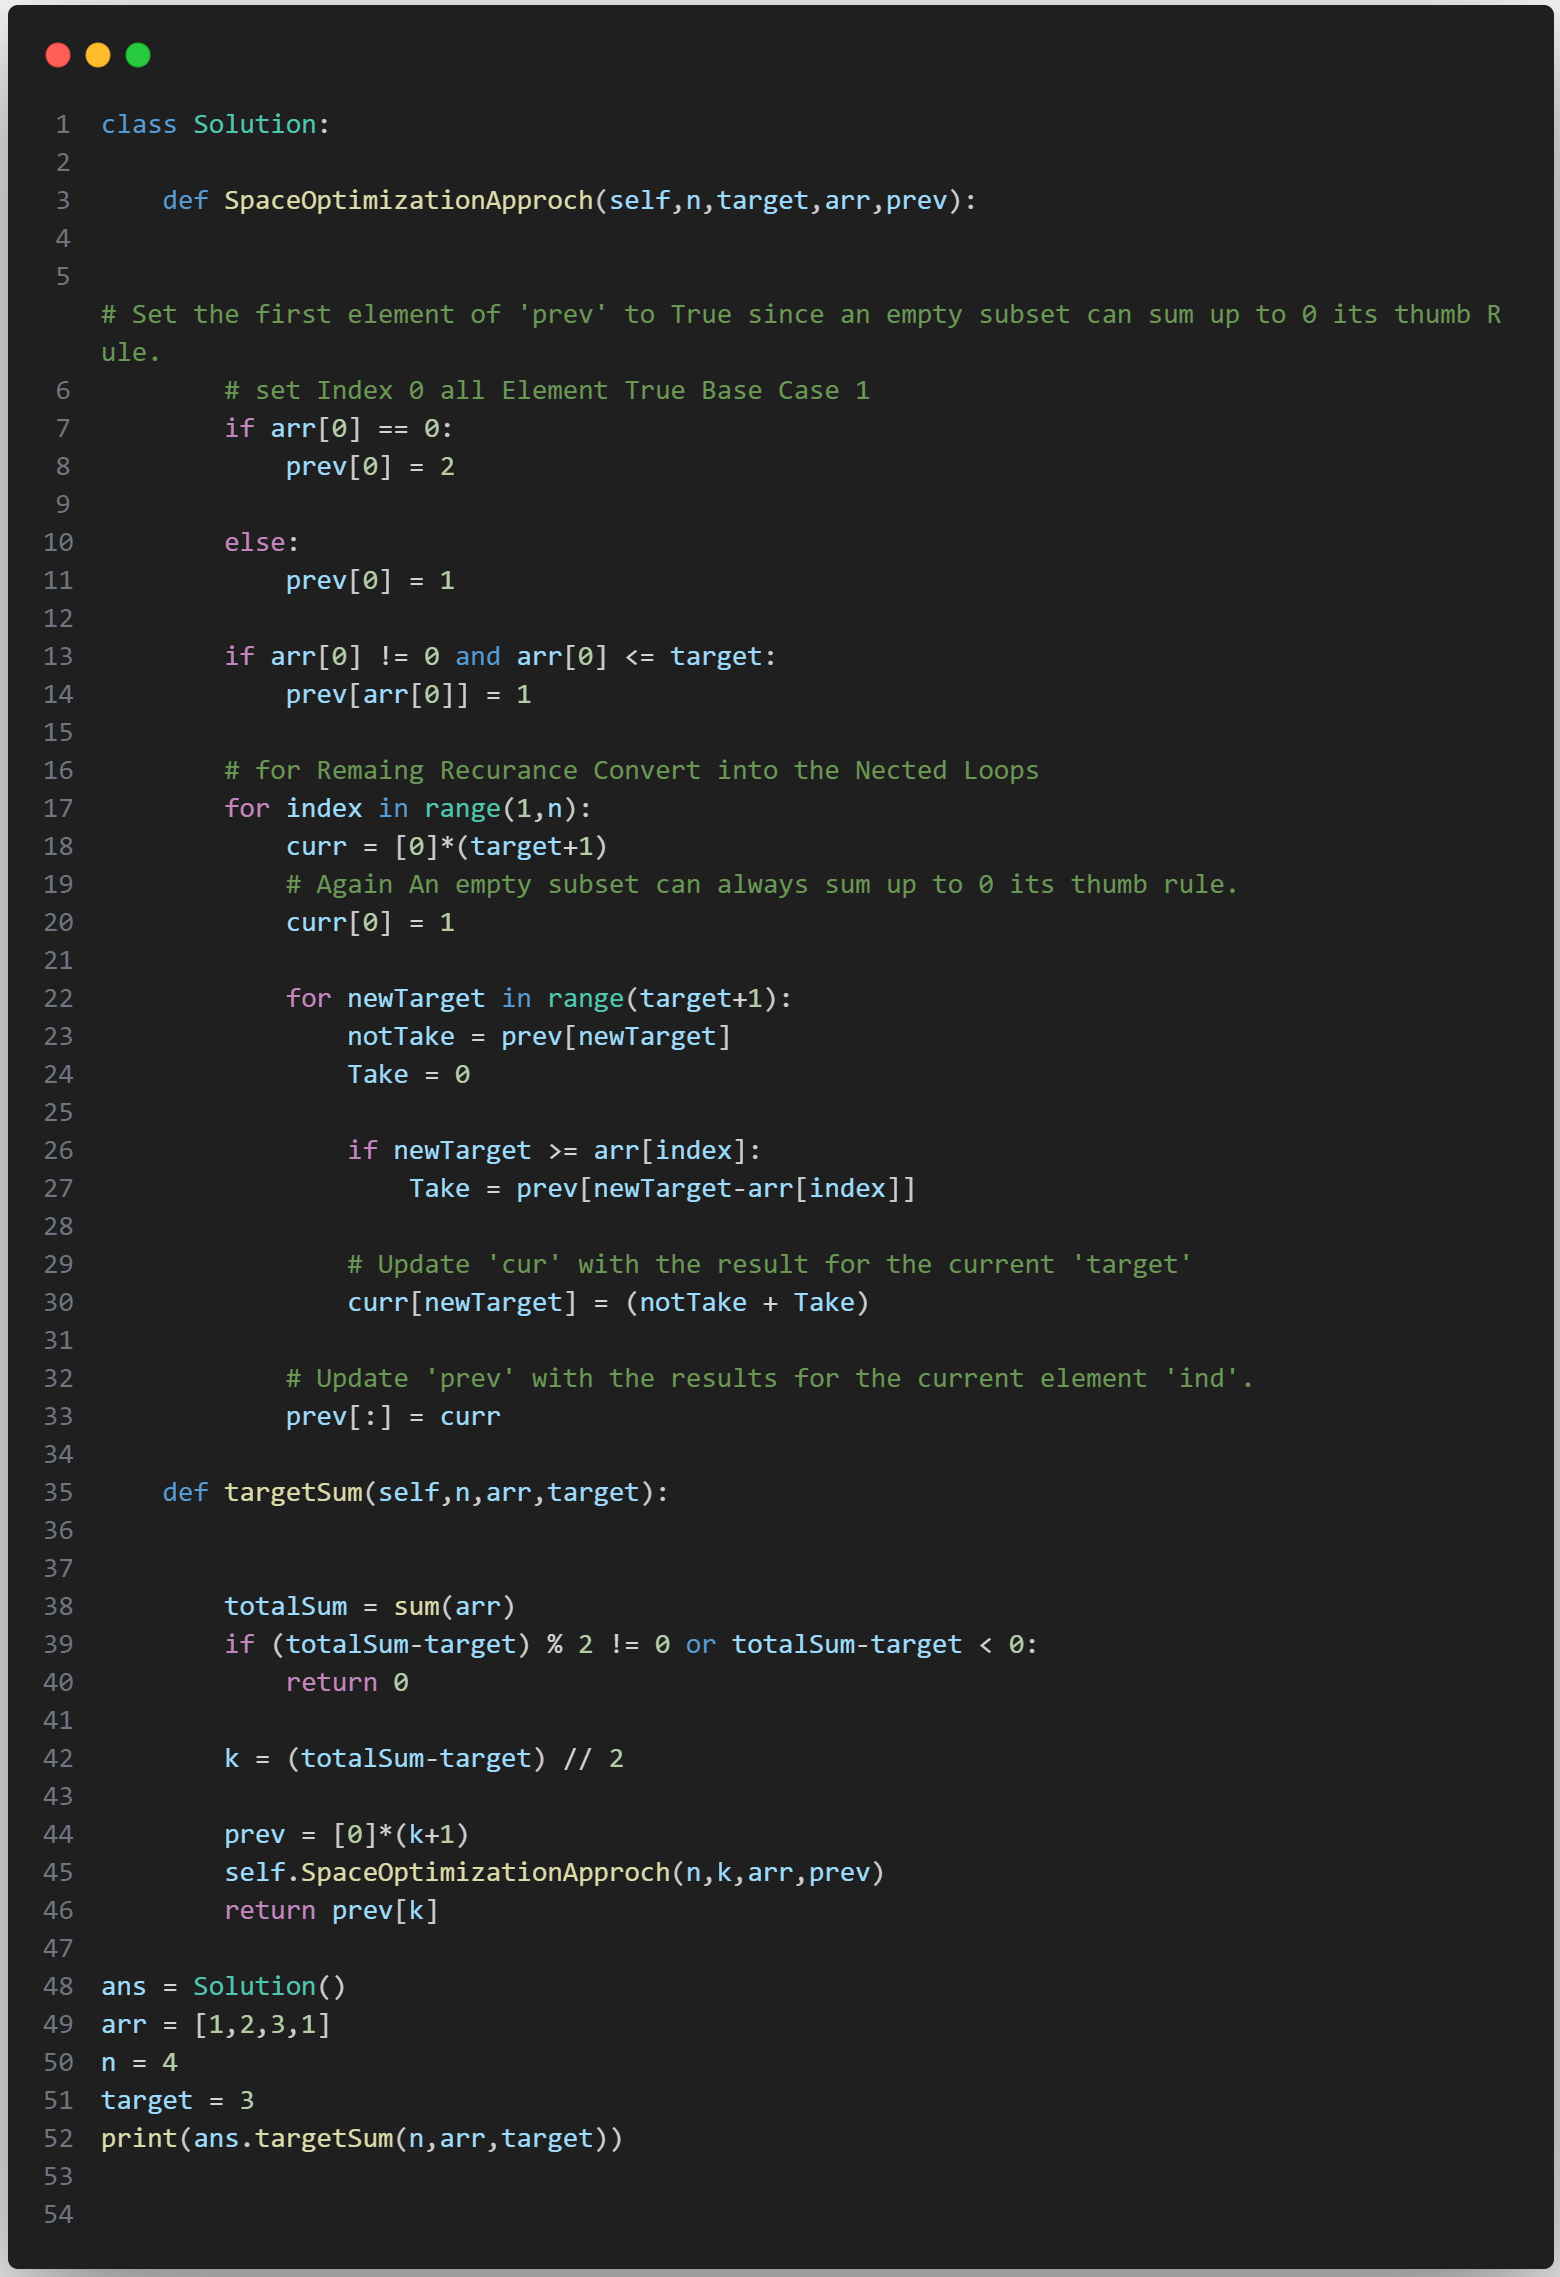 1 class Solution:
2
3     def SpaceOptimizationApproch(self,n,target,arr,prev):
4
5
# Set the first element of 'prev' to True since an empty subset can sum up to 0 its thumb R
ule.
6         # set Index 0 all Element True Base Case 1
7         if arr[0] == 0:
8             prev[0] = 2
9
10         else:
11             prev[0] = 1
12
13         if arr[0] != 0 and arr[0] <= target:
14             prev[arr[0]] = 1
15
16         # for Remaing Recurance Convert into the Nected Loops
17         for index in range(1,n):
18             curr = [0]*(target+1)
19             # Again An empty subset can always sum up to 0 its thumb rule.
20             curr[0] = 1
21
22             for newTarget in range(target+1):
23                 notTake = prev[newTarget]
24                 Take = 0
25
26                 if newTarget >= arr[index]:
27                     Take = prev[newTarget-arr[index]]
28
29                 # Update 'cur' with the result for the current 'target'
30                 curr[newTarget] = (notTake + Take)
31
32             # Update 'prev' with the results for the current element 'ind'.
33             prev[:] = curr
34
35     def targetSum(self,n,arr,target):
36
37
38         totalSum = sum(arr)
39         if (totalSum-target) % 2 != 0 or totalSum-target < 0:
40             return 0
41
42         k = (totalSum-target) // 2
43
44         prev = [0]*(k+1)
45         self.SpaceOptimizationApproch(n,k,arr,prev)
46         return prev[k]
47
48 ans = Solution()
49 arr = [1,2,3,1]
50 n = 4
51 target = 3
52 print(ans.targetSum(n,arr,target))
53
54